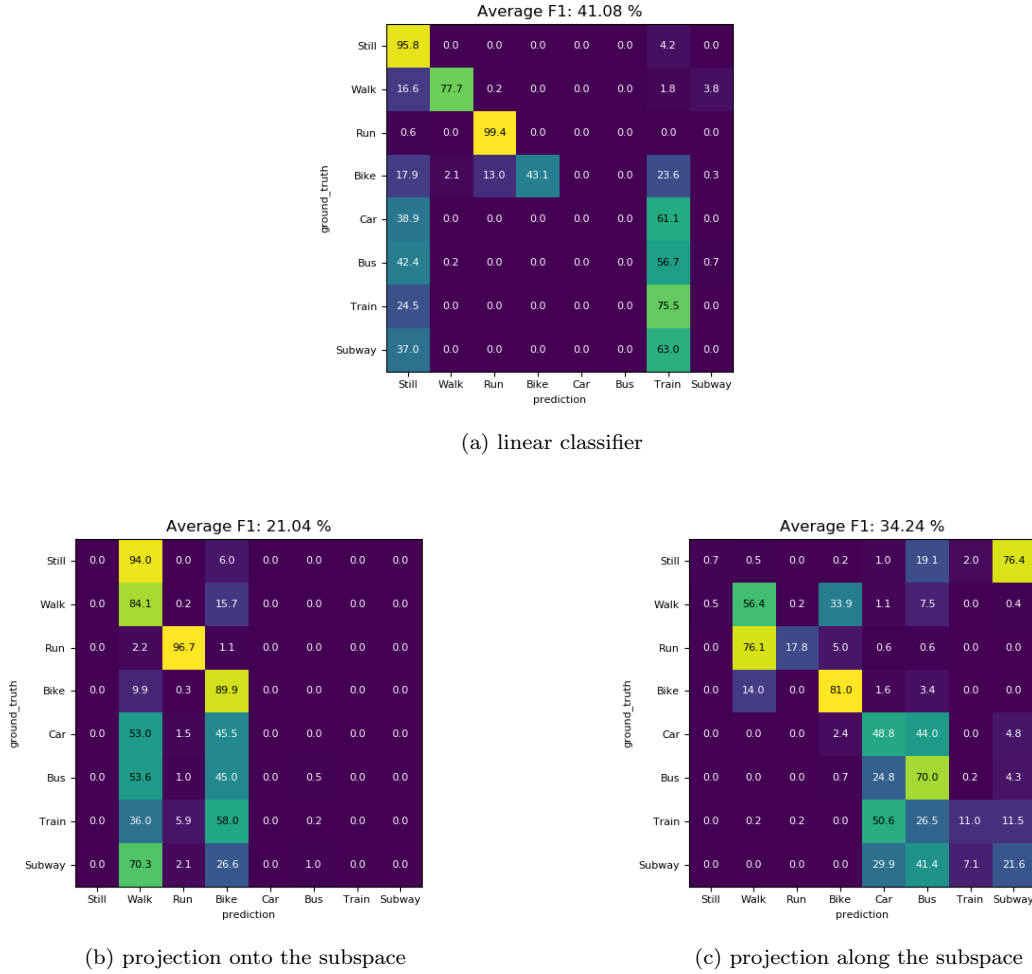 Average F1: 41.08 %
Still 95.8 0.0 0.0 0.0 0.0 0.0 4.2 0.0
Walk 16.6 77.7 0.2 0.0 0.0 0.0 1.8 3.8
Run 0.6 0.0 99.4 0.0 0.0 0.0 0.0 0.0
Bike 17.9 2.1 13.0 43.1 0.0 0.0 23.6 0.3
Car 38.9 0.0 0.0 0.0 0.0 0.0 61.1 0.0
Bus 42.4 0.2 0.0 0.0 0.0 0.0 56.7 0.7
Train 24.5 0.0 0.0 0.0 0.0 0.0 75.5 0.0
Subway 37.0 0.0 0.0 0.0 0.0 0.0 63.0 0.0
ground_truth
Still Walk Run Bike Car Bus Train Subway
prediction
(a) linear classifier
Average F1: 21.04 %
Still 0.0 94.0 0.0 6.0 0.0 0.0 0.0 0.0
Walk 0.0 84.1 0.2 15.7 0.0 0.0 0.0 0.0
Run 0.0 2.2 96.7 1.1 0.0 0.0 0.0 0.0
Bike 0.0 9.9 0.3 89.9 0.0 0.0 0.0 0.0
Car 0.0 53.0 1.5 45.5 0.0 0.0 0.0 0.0
Bus 0.0 53.6 1.0 45.0 0.0 0.5 0.0 0.0
Train 0.0 36.0 5.9 58.0 0.0 0.2 0.0 0.0
Subway 0.0 70.3 2.1 26.6 0.0 1.0 0.0 0.0
ground_truth
Still Walk Run Bike Car Bus Train Subway
prediction
(b) projection onto the subspace
Average F1: 34.24 %
Still 0.7 0.5 0.0 0.2 1.0 19.1 2.0 76.4
Walk 0.5 56.4 0.2 33.9 1.1 7.5 0.0 0.4
Run 0.0 76.1 17.8 5.0 0.6 0.6 0.0 0.0
Bike 0.0 14.0 0.0 81.0 1.6 3.4 0.0 0.0
Car 0.0 0.0 0.0 2.4 48.8 44.0 0.0 4.8
Bus 0.0 0.0 0.0 0.7 24.8 70.0 0.2 4.3
Train 0.0 0.2 0.2 0.0 50.6 26.5 11.0 11.5
Subway 0.0 0.0 0.0 0.0 29.9 41.4 7.1 21.6
ground_truth
Still Walk Run Bike Car Bus Train Subway
prediction
(c) projection along the subspace